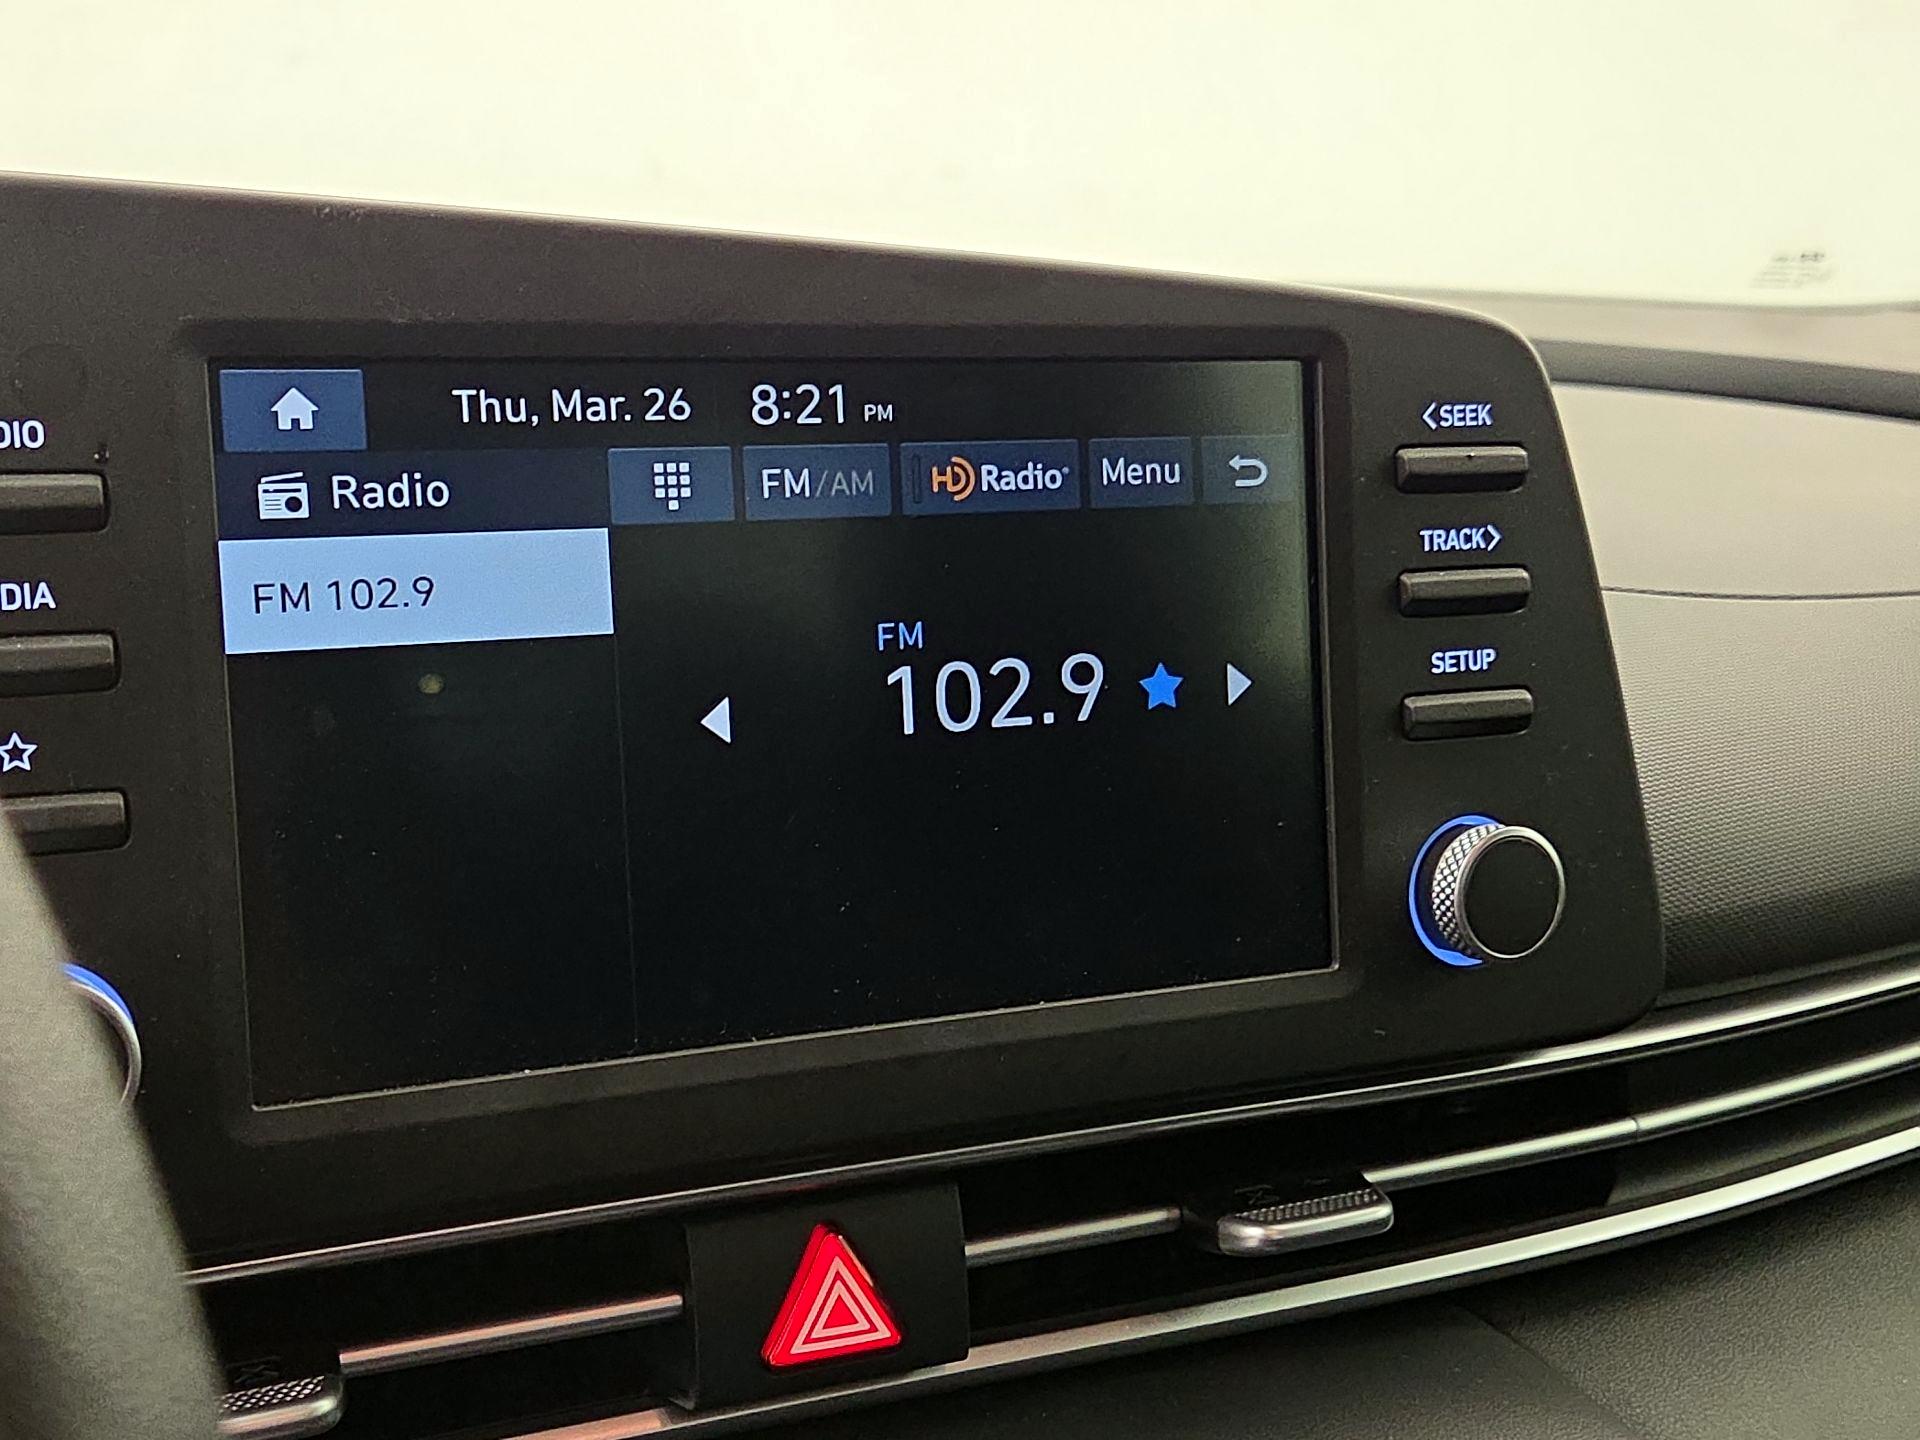 Thu, Mar. 26 8:21 PM
Radio
FM/AM
HD Radio
Menu
FM 102.9
FM
102.9
DIO
DIA
<SEEK
TRACK>
SETUP